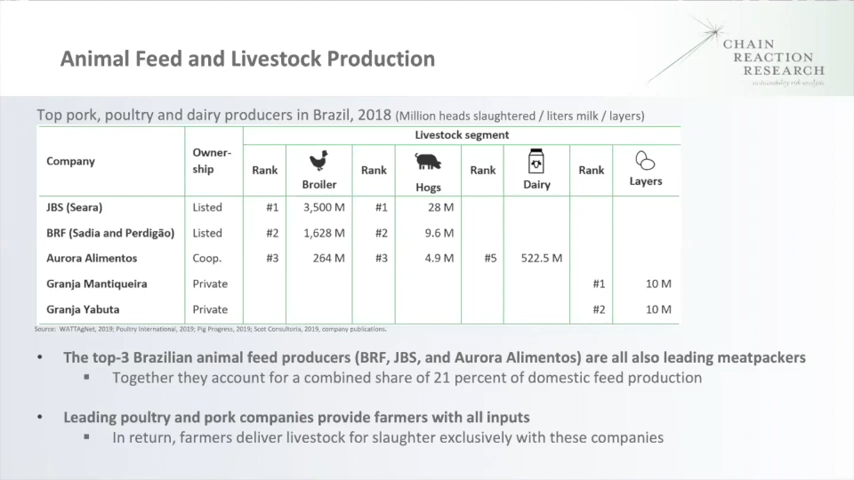 Animal Feed and Livestock Production
CHAIN
REACTION
RESEARCH
sustainability risk analysis
Top pork, poultry and dairy producers in Brazil, 2018 (Million heads slaughtered / liters milk / layers)
Livestock segment
Company Owner-ship Rank Broiler Rank Hogs Rank Dairy Rank Layers
JBS (Seara) Listed #1 3,500 M #1 28 M
BRF (Sadia and Perdigão) Listed #2 1,628 M #2 9.6 M
Aurora Alimentos Coop. #3 264 M #3 4.9 M #5 522.5 M
Granja Mantiqueira Private #1 10 M
Granja Yabuta Private #2 10 M
Source: WATTAgNet, 2019; Poultry International, 2019; Pig Progress, 2019; Scot Consultoria, 2019, company publications.
• The top-3 Brazilian animal feed producers (BRF, JBS, and Aurora Alimentos) are all also leading meatpackers
▪ Together they account for a combined share of 21 percent of domestic feed production
• Leading poultry and pork companies provide farmers with all inputs
▪ In return, farmers deliver livestock for slaughter exclusively with these companies